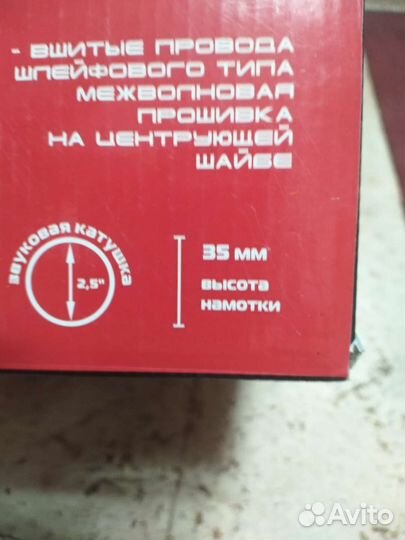 - ВШИТЫЕ ПРОВОДА
ШЛЕЙФОВОГО ТИПА
МЕЖВОЛНОВАЯ
ПРОШИВКА
НА ЦЕНТРУЮЩЕЙ
ШАЙБЕ
ЗВУКОВАЯ КАТУШКА
2,5"
35 ММ
ВЫСОТА
НАМОТКИ
Avito